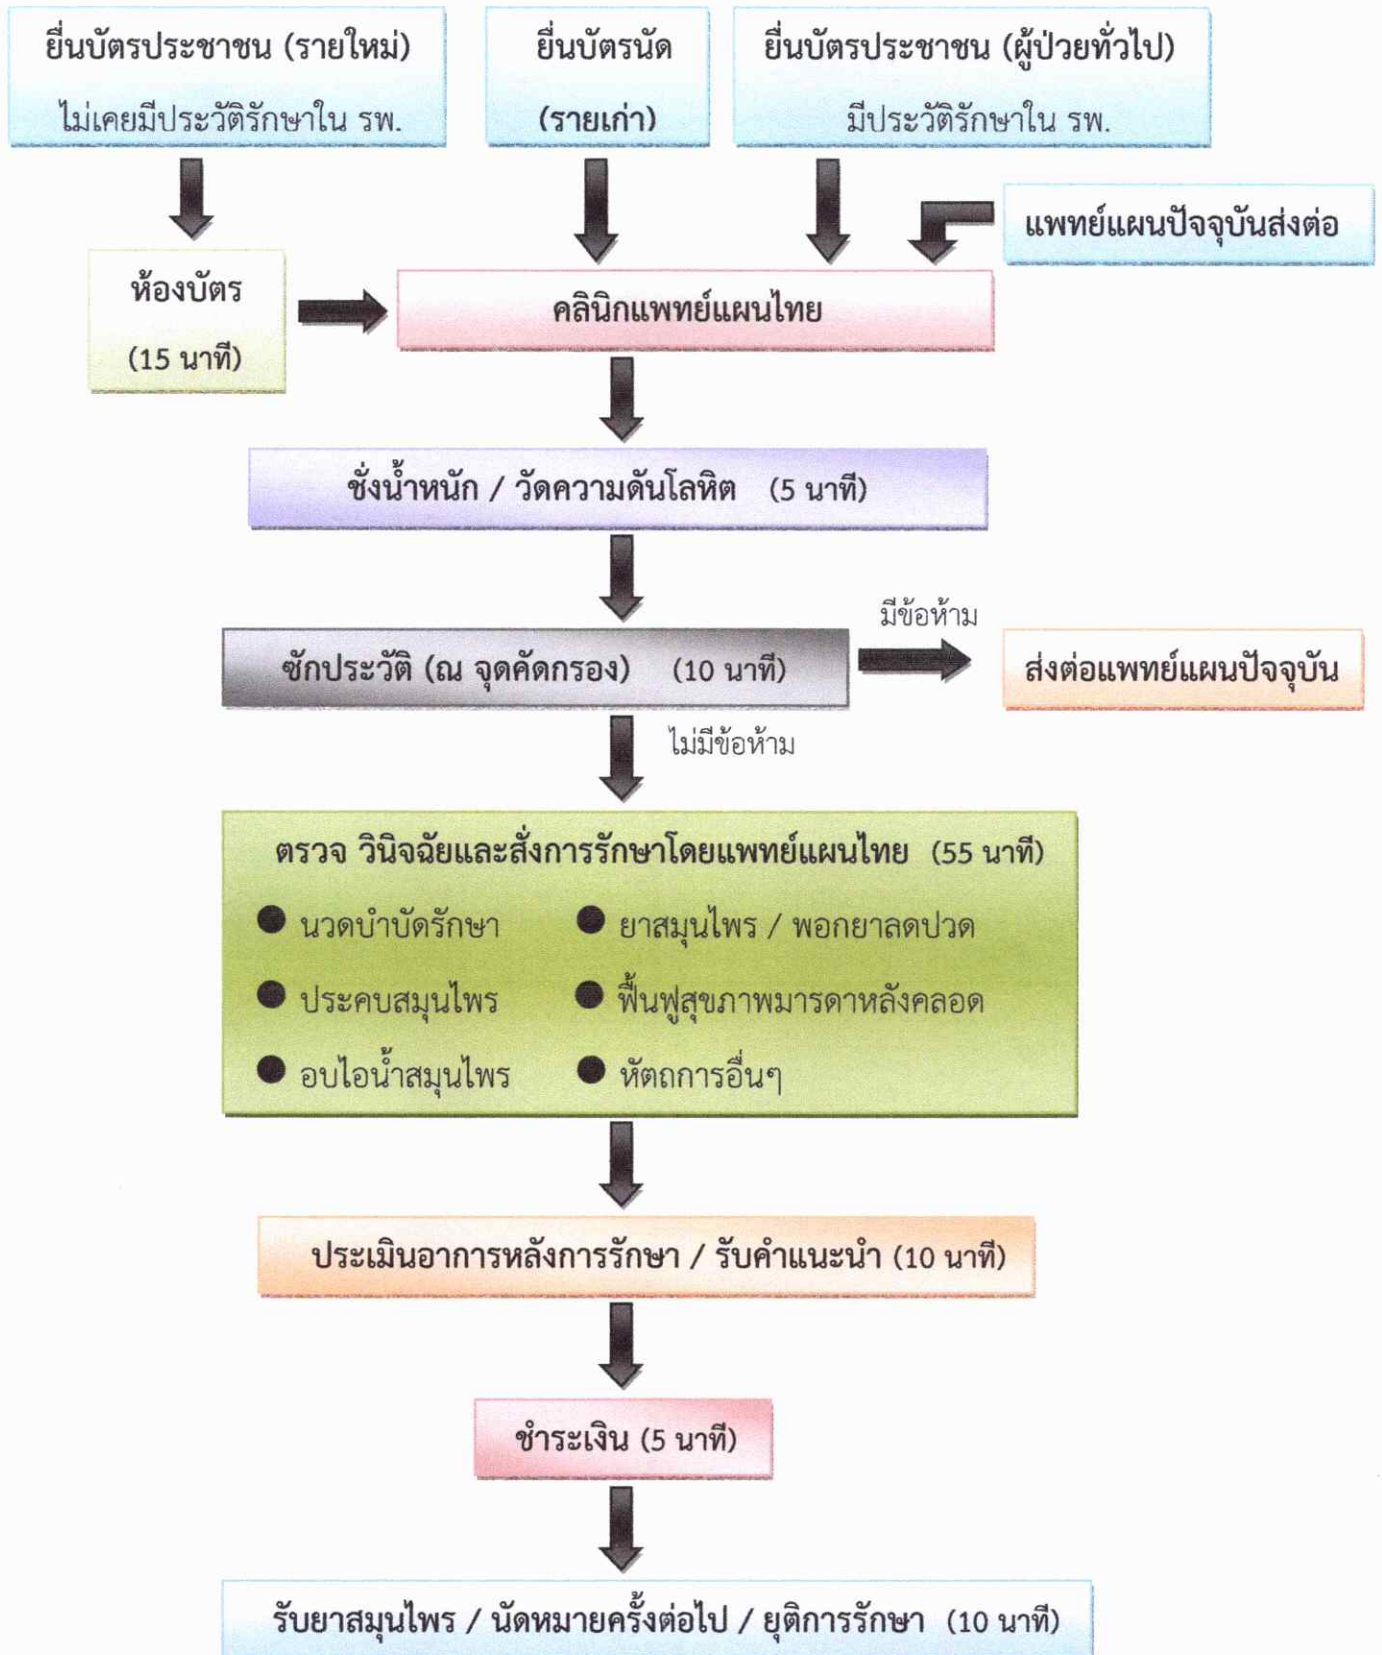 ยื่นบัตรประชาชน (รายใหม่)
ไม่เคยมีประวัติรักษาใน รพ.
ยื่นบัตรนัด
(รายเก่า)
ยื่นบัตรประชาชน (ผู้ป่วยทั่วไป)
มีประวัติรักษาใน รพ.
แพทย์แผนปัจจุบันส่งต่อ
ห้องบัตร
(15 นาที)
คลินิกแพทย์แผนไทย
ชั่งน้ำหนัก / วัดความดันโลหิต (5 นาที)
ซักประวัติ (ณ จุดคัดกรอง) (10 นาที)
มีข้อห้าม
ส่งต่อแพทย์แผนปัจจุบัน
ไม่มีข้อห้าม
ตรวจ วินิจฉัยและสั่งการรักษาโดยแพทย์แผนไทย (55 นาที)
● นวดบำบัดรักษา
● ยาสมุนไพร / พอกยาลดปวด
● ประคบสมุนไพร
● ฟื้นฟูสุขภาพมารดาหลังคลอด
● อบไอน้ำสมุนไพร
● หัตถการอื่นๆ
ประเมินอาการหลังการรักษา / รับคำแนะนำ (10 นาที)
ชำระเงิน (5 นาที)
รับยาสมุนไพร / นัดหมายครั้งต่อไป / ยุติการรักษา (10 นาที)